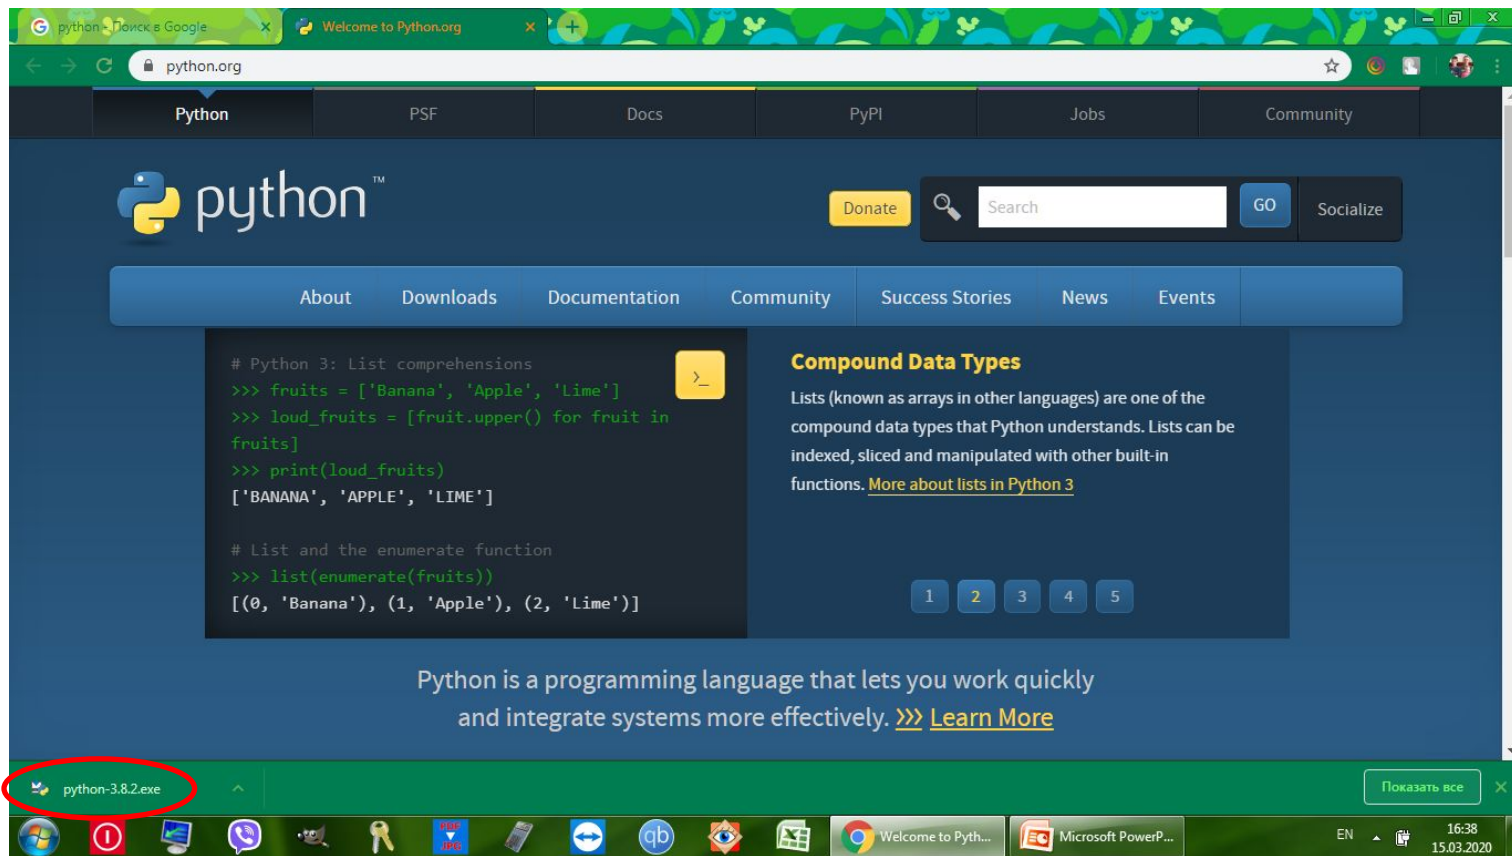 python - Поиск в Google
Welcome to Python.org
python.org
Python
PSF
Docs
PyPI
Jobs
Community
python™
Donate
Search
GO
Socialize
About
Downloads
Documentation
Community
Success Stories
News
Events
# Python 3: List comprehensions
>>> fruits = ['Banana', 'Apple', 'Lime']
>>> loud_fruits = [fruit.upper() for fruit in
fruits]
>>> print(loud_fruits)
['BANANA', 'APPLE', 'LIME']
# List and the enumerate function
>>> list(enumerate(fruits))
[(0, 'Banana'), (1, 'Apple'), (2, 'Lime')]
>_
Compound Data Types
Lists (known as arrays in other languages) are one of the
compound data types that Python understands. Lists can be
indexed, sliced and manipulated with other built-in
functions. More about lists in Python 3
1 2 3 4 5
Python is a programming language that lets you work quickly
and integrate systems more effectively. >>> Learn More
python-3.8.2.exe
Показать все
PDF
JPG
qb
Welcome to Pyth...
Microsoft PowerP...
EN
16:38
15.03.2020